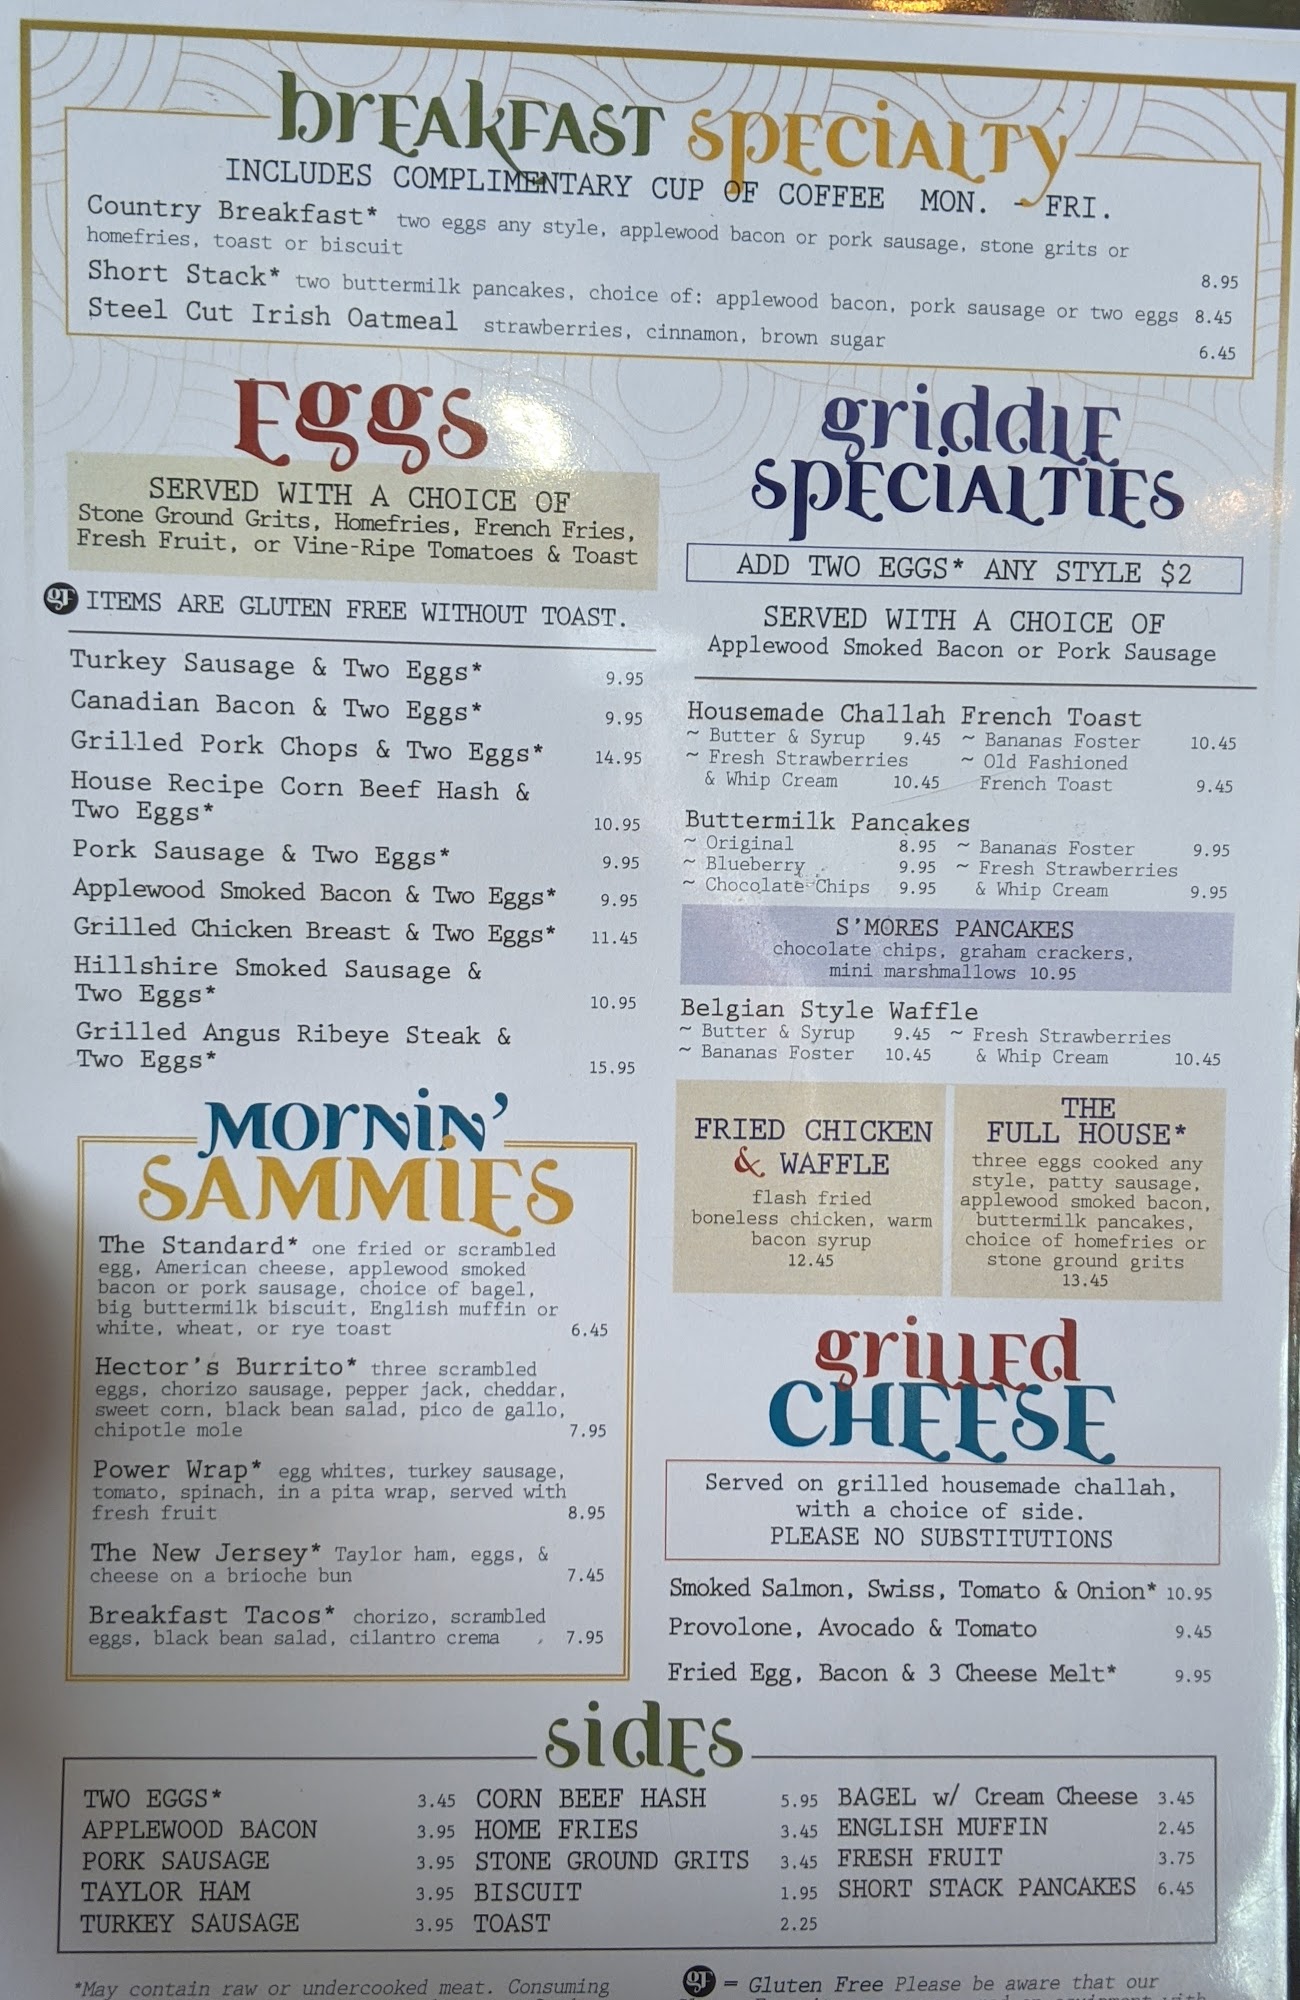 breakfast specialty
INCLUDES COMPLIMENTARY CUP OF COFFEE MON. - FRI.
Country Breakfast* two eggs any style, applewood bacon or pork sausage, stone grits or
homefries, toast or biscuit 8.95
Short Stack* two buttermilk pancakes, choice of: applewood bacon, pork sausage or two eggs 8.45
Steel Cut Irish Oatmeal strawberries, cinnamon, brown sugar 6.45
Eggs
SERVED WITH A CHOICE OF
Stone Ground Grits, Homefries, French Fries,
Fresh Fruit, or Vine-Ripe Tomatoes & Toast
gf ITEMS ARE GLUTEN FREE WITHOUT TOAST.
Turkey Sausage & Two Eggs* 9.95
Canadian Bacon & Two Eggs* 9.95
Grilled Pork Chops & Two Eggs* 14.95
House Recipe Corn Beef Hash &
Two Eggs* 10.95
Pork Sausage & Two Eggs* 9.95
Applewood Smoked Bacon & Two Eggs* 9.95
Grilled Chicken Breast & Two Eggs* 11.45
Hillshire Smoked Sausage &
Two Eggs* 10.95
Grilled Angus Ribeye Steak &
Two Eggs* 15.95
Mornin'
SAMMIES
The Standard* one fried or scrambled
egg, American cheese, applewood smoked
bacon or pork sausage, choice of bagel,
big buttermilk biscuit, English muffin or
white, wheat, or rye toast 6.45
Hector's Burrito* three scrambled
eggs, chorizo sausage, pepper jack, cheddar,
sweet corn, black bean salad, pico de gallo,
chipotle mole 7.95
Power Wrap* egg whites, turkey sausage,
tomato, spinach, in a pita wrap, served with
fresh fruit 8.95
The New Jersey* Taylor ham, eggs, &
cheese on a brioche bun 7.45
Breakfast Tacos* chorizo, scrambled
eggs, black bean salad, cilantro crema 7.95
griddle
specialties
ADD TWO EGGS* ANY STYLE $2
SERVED WITH A CHOICE OF
Applewood Smoked Bacon or Pork Sausage
Housemade Challah French Toast
~ Butter & Syrup 9.45 ~ Bananas Foster 10.45
~ Fresh Strawberries ~ Old Fashioned
& Whip Cream 10.45 French Toast 9.45
Buttermilk Pancakes
~ Original 8.95 ~ Bananas Foster 9.95
~ Blueberry 9.95 ~ Fresh Strawberries
~ Chocolate Chips 9.95 & Whip Cream 9.95
S'MORES PANCAKES
chocolate chips, graham crackers,
mini marshmallows 10.95
Belgian Style Waffle
~ Butter & Syrup 9.45 ~ Fresh Strawberries
~ Bananas Foster 10.45 & Whip Cream 10.45
FRIED CHICKEN
& WAFFLE
flash fried
boneless chicken, warm
bacon syrup
12.45
THE
FULL HOUSE*
three eggs cooked any
style, patty sausage,
applewood smoked bacon,
buttermilk pancakes,
choice of homefries or
stone ground grits
13.45
grilled
CHEESE
Served on grilled housemade challah,
with a choice of side.
PLEASE NO SUBSTITUTIONS
Smoked Salmon, Swiss, Tomato & Onion* 10.95
Provolone, Avocado & Tomato 9.45
Fried Egg, Bacon & 3 Cheese Melt* 9.95
sides
TWO EGGS* 3.45 CORN BEEF HASH 5.95 BAGEL w/ Cream Cheese 3.45
APPLEWOOD BACON 3.95 HOME FRIES 3.45 ENGLISH MUFFIN 2.45
PORK SAUSAGE 3.95 STONE GROUND GRITS 3.45 FRESH FRUIT 3.75
TAYLOR HAM 3.95 BISCUIT 1.95 SHORT STACK PANCAKES 6.45
TURKEY SAUSAGE 3.95 TOAST 2.25
*May contain raw or undercooked meat. Consuming
gf = Gluten Free Please be aware that our